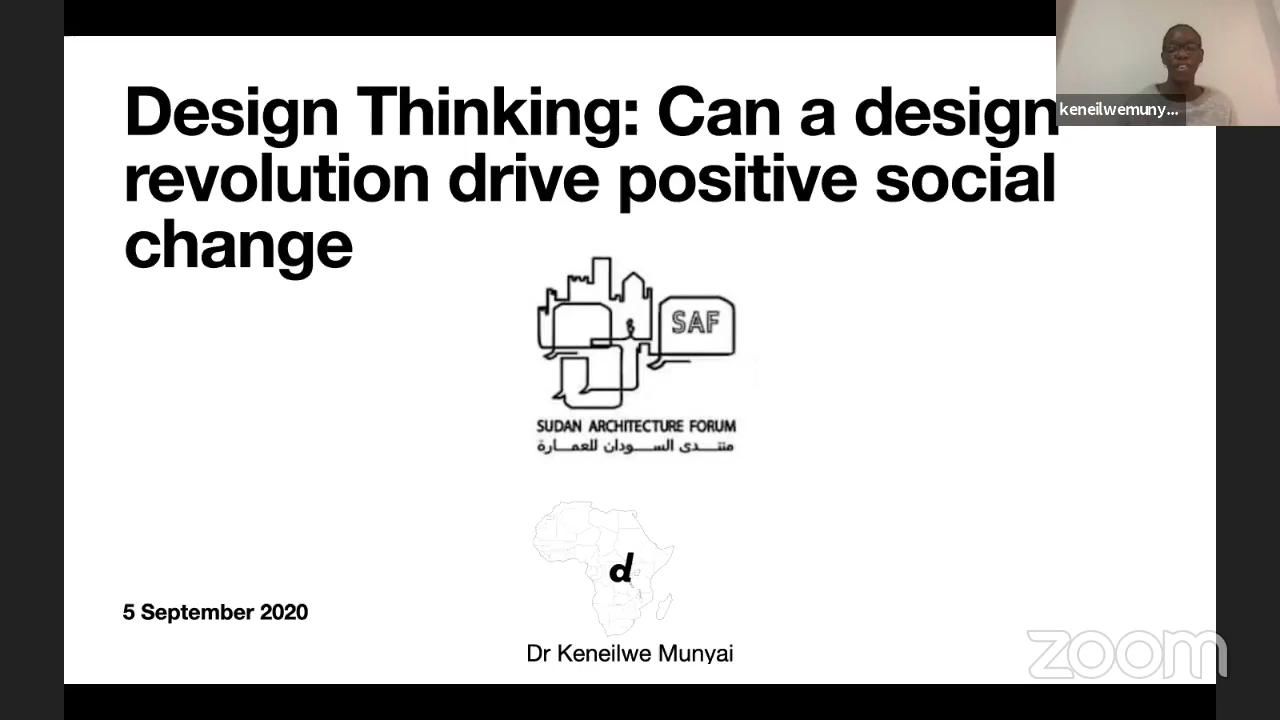 Design Thinking: Can a design
revolution drive positive social
change
keneilwemuny...
SAF
SUDAN ARCHITECTURE FORUM
منتدى السودان للعمارة
d
5 September 2020
Dr Keneilwe Munyai
zoom